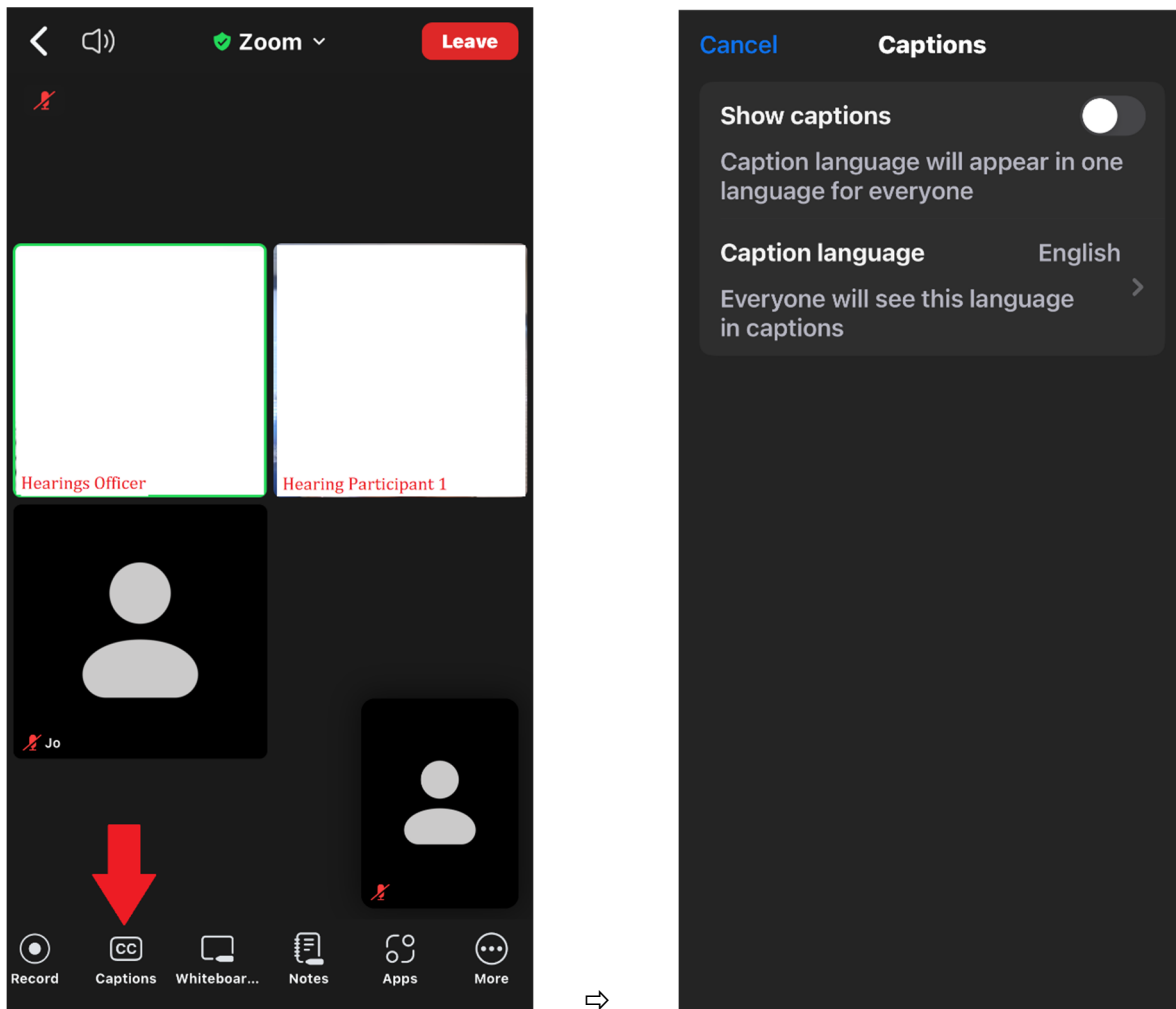 Zoom
Leave
Hearings Officer
Hearing Participant 1
Jo
CC
Record
Captions
Whiteboar...
Notes
Apps
More
⇨
Cancel
Captions
Show captions
Caption language will appear in one
language for everyone
Caption language
English
Everyone will see this language
in captions